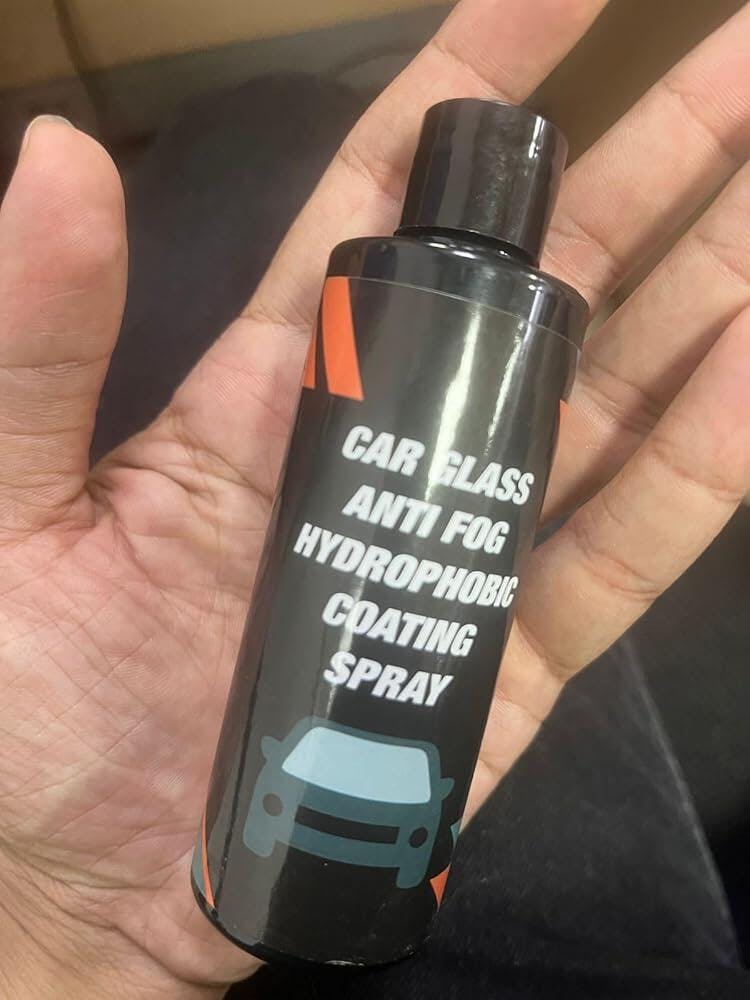 CAR GLASS
ANTI FOG
HYDROPHOBIC
COATING
SPRAY